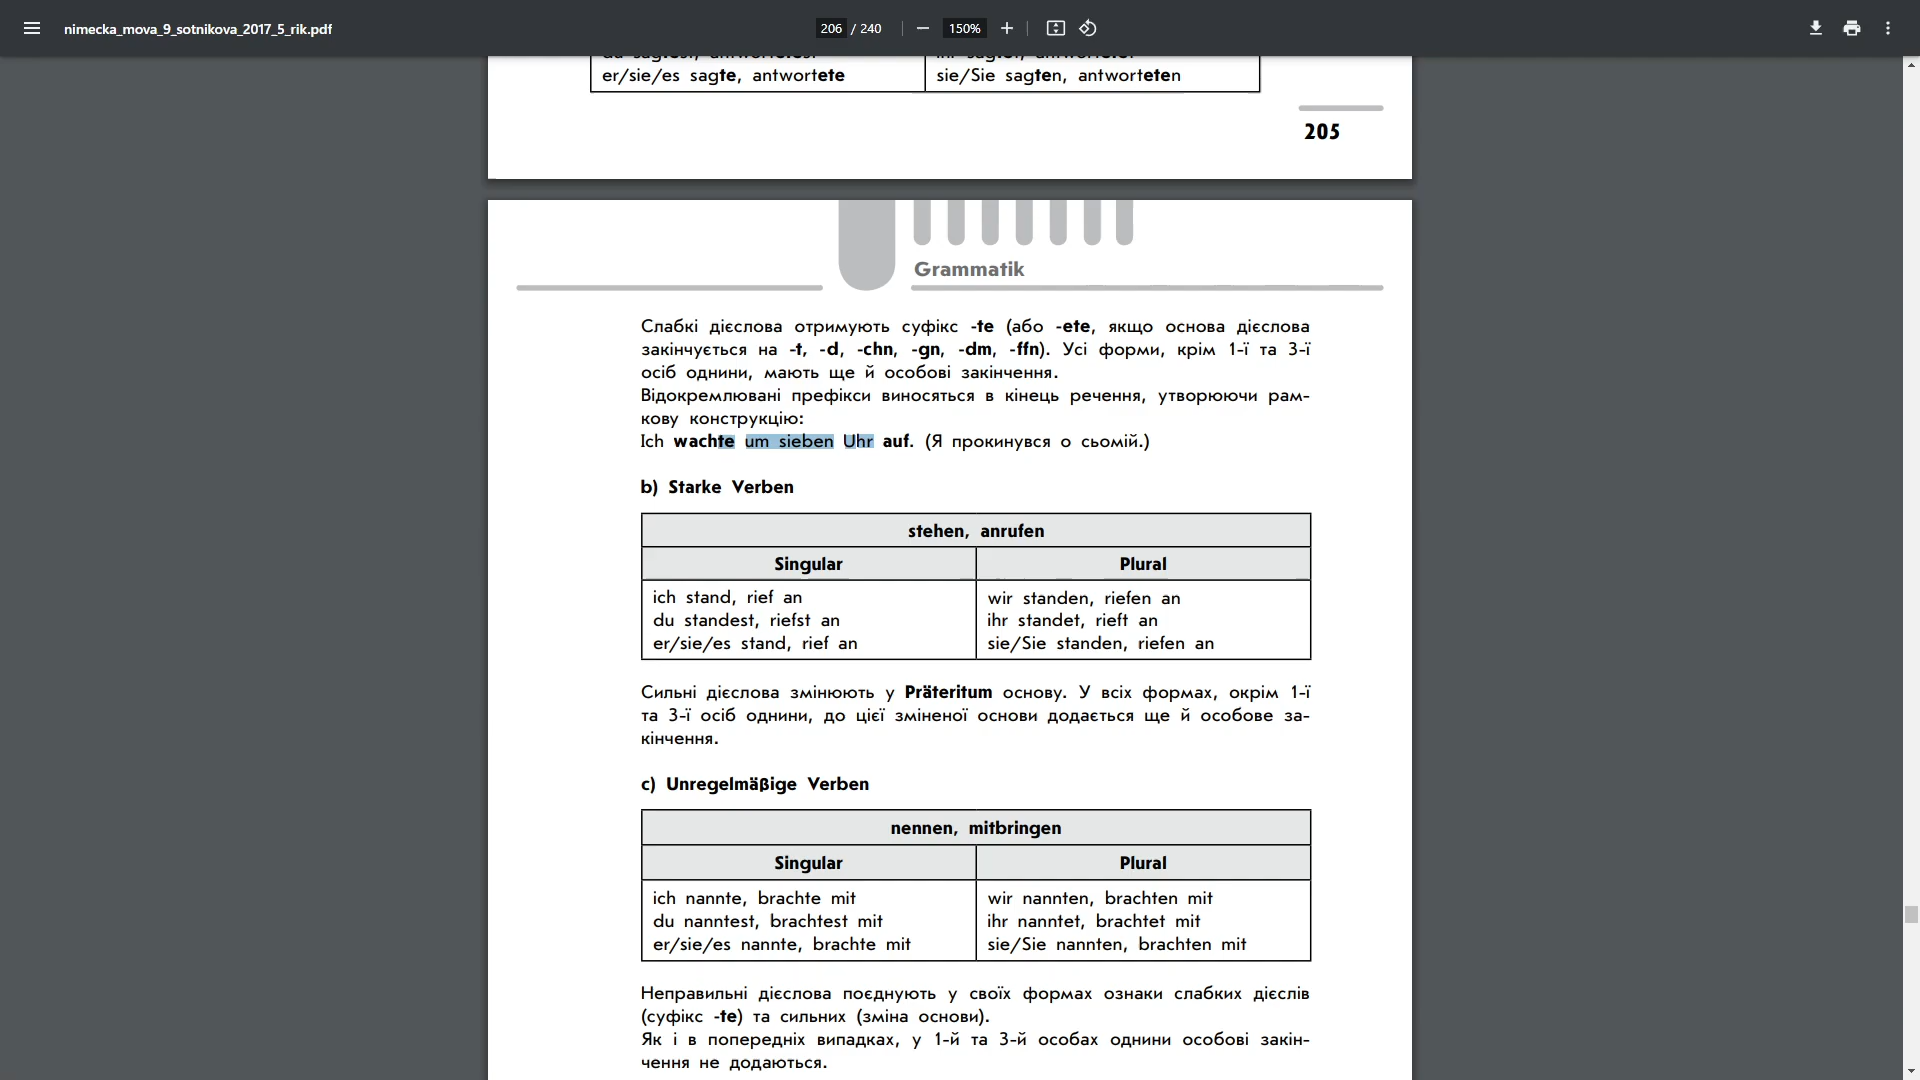 nimecka_mova_9_sotnikova_2017_5_rik.pdf
206 / 240
150%
er/sie/es sagte, antwortete
sie/Sie sagten, antworteten
205
Grammatik
Слабкі дієслова отримують суфікс -te (або -ete, якщо основа дієслова
закінчується на -t, -d, -chn, -gn, -dm, -ffn). Усі форми, крім 1-ї та 3-ї
осіб однини, мають ще й особові закінчення.
Відокремлювані префікси виносяться в кінець речення, утворюючи рам-
кову конструкцію:
Ich wachte um sieben Uhr auf. (Я прокинувся о сьомій.)
b) Starke Verben
stehen, anrufen
Singular
Plural
ich stand, rief an
du standest, riefst an
er/sie/es stand, rief an
wir standen, riefen an
ihr standet, rieft an
sie/Sie standen, riefen an
Сильні дієслова змінюють у Präteritum основу. У всіх формах, окрім 1-ї
та 3-ї осіб однини, до цієї зміненої основи додається ще й особове за-
кінчення.
c) Unregelmäßige Verben
nennen, mitbringen
Singular
Plural
ich nannte, brachte mit
du nanntest, brachtest mit
er/sie/es nannte, brachte mit
wir nannten, brachten mit
ihr nanntet, brachtet mit
sie/Sie nannten, brachten mit
Неправильні дієслова поєднують у своїх формах ознаки слабких дієслів
(суфікс -te) та сильних (зміна основи).
Як і в попередніх випадках, у 1-й та 3-й особах однини особові закін-
чення не додаються.